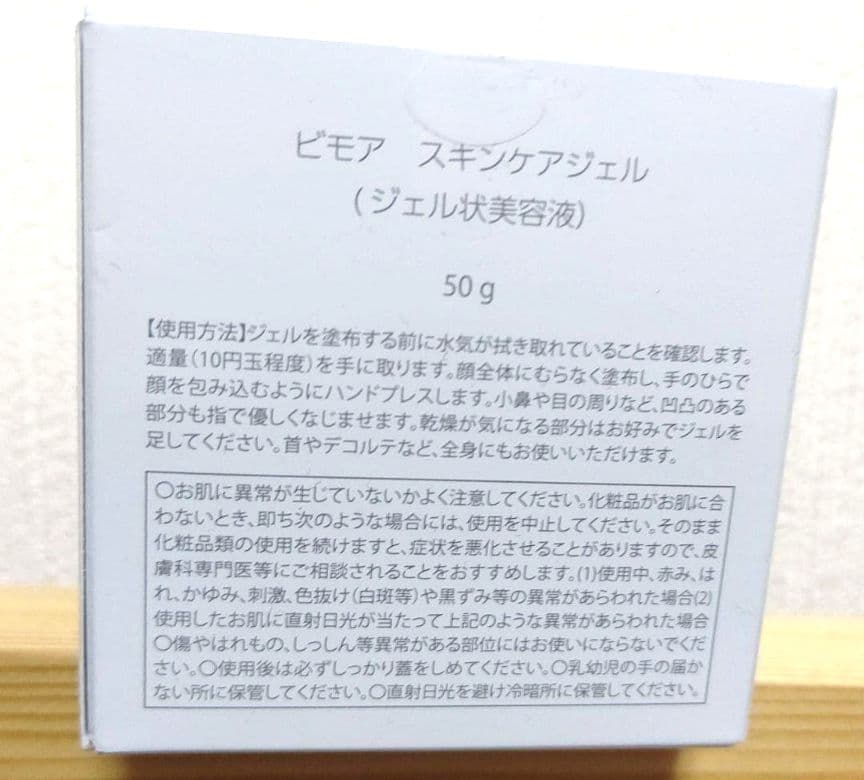 ビモア　スキンケアジェル
(ジェル状美容液)
50 g
【使用方法】ジェルを塗布する前に水気が拭き取れていることを確認します。
適量(10円玉程度)を手に取ります。顔全体にむらなく塗布し、手のひらで
顔を包み込むようにハンドプレスします。小鼻や目の周りなど、凹凸のある
部分も指で優しくなじませます。乾燥が気になる部分はお好みでジェルを
足してください。首やデコルテなど、全身にもお使いいただけます。
〇お肌に異常が生じていないかよく注意してください。化粧品がお肌に合
わないとき、即ち次のような場合には、使用を中止してください。そのまま
化粧品類の使用を続けますと、症状を悪化させることがありますので、皮
膚科専門医等にご相談されることをおすすめします。(1)使用中、赤み、は
れ、かゆみ、刺激、色抜け(白斑等)や黒ずみ等の異常があらわれた場合(2)
使用したお肌に直射日光が当たって上記のような異常があらわれた場合
〇傷やはれもの、しっしん等異常がある部位にはお使いにならないでくだ
さい。〇使用後は必ずしっかり蓋をしめてください。〇乳幼児の手の届か
ない所に保管してください。〇直射日光を避け冷暗所に保管してください。